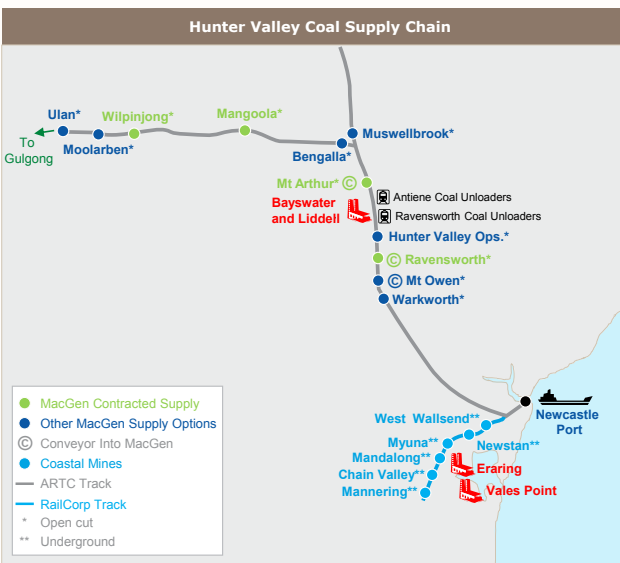 Hunter Valley Coal Supply Chain
Ulan*
Wilpinjong*
Mangoola*
To
Gulgong
Moolarben*
Muswellbrook*
Bengalla*
Mt Arthur* ©
Antiene Coal Unloaders
Bayswater
and Liddell
Ravensworth Coal Unloaders
Hunter Valley Ops.*
© Ravensworth*
© Mt Owen*
Warkworth*
Newcastle
Port
West Wallsend**
Newstan**
Myuna**
Mandalong**
Eraring
Chain Valley**
Vales Point
Mannering**
MacGen Contracted Supply
Other MacGen Supply Options
© Conveyor Into MacGen
Coastal Mines
ARTC Track
RailCorp Track
* Open cut
** Underground